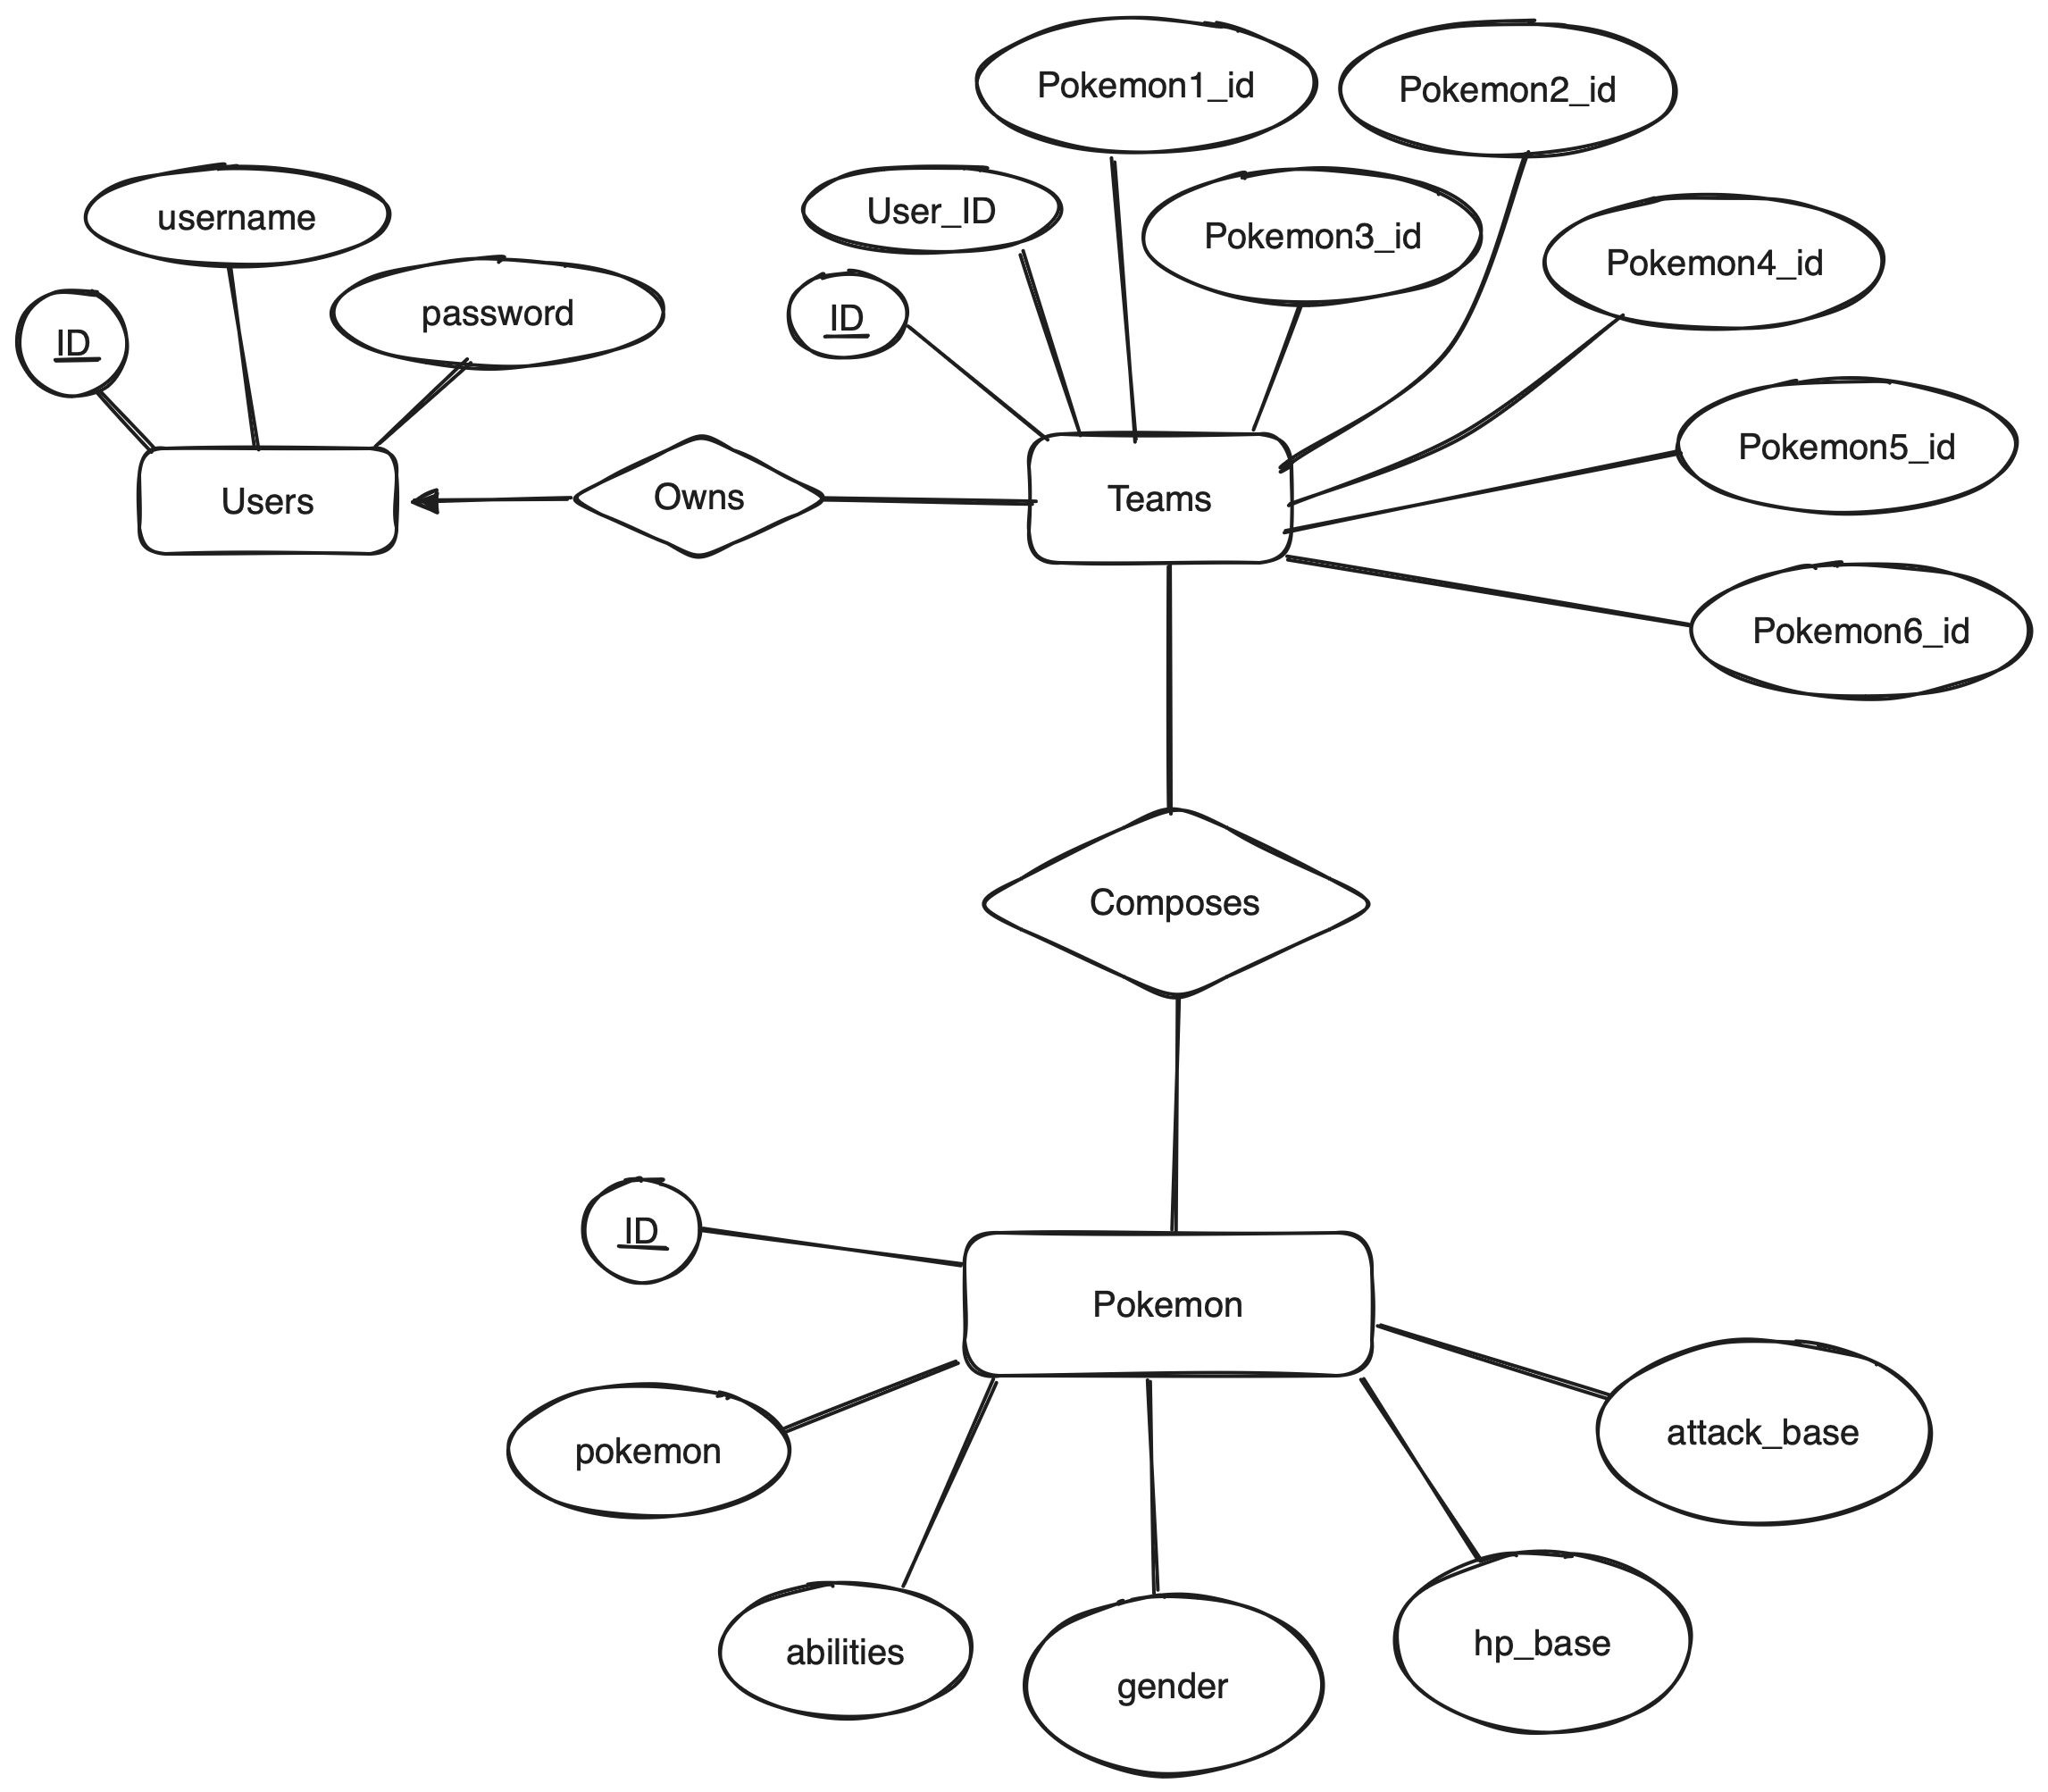 Pokemon1_id
Pokemon2_id
username
User_ID
Pokemon3_id
Pokemon4_id
password
ID
ID
Pokemon5_id
Users
Owns
Teams
Pokemon6_id
Composes
ID
Pokemon
pokemon
attack_base
abilities
gender
hp_base